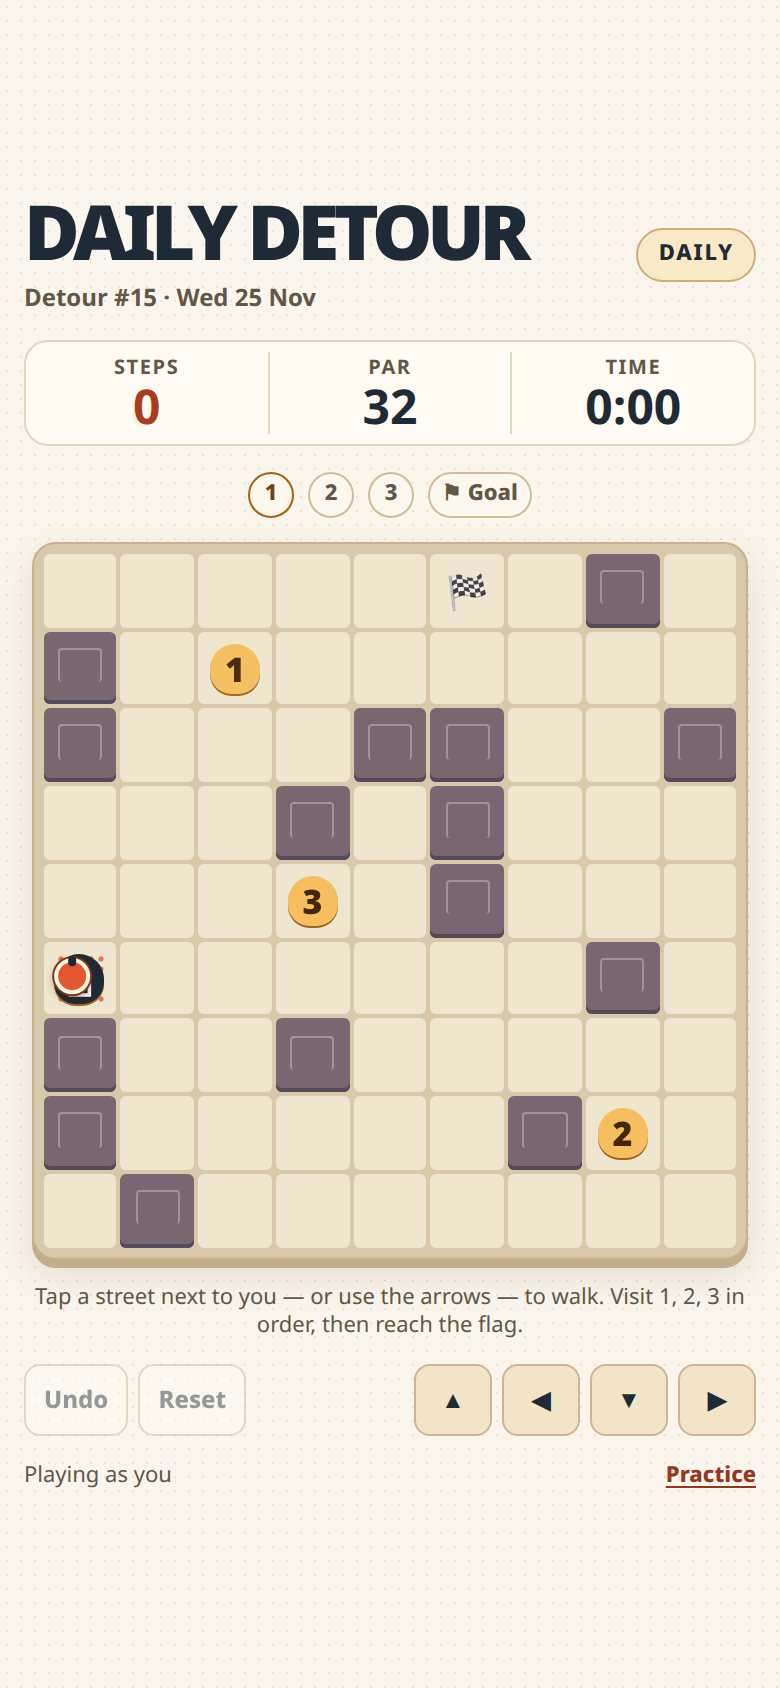 DAILY DETOUR
DAILY
Detour #15 · Wed 25 Nov
STEPS
0
PAR
32
TIME
0:00
1
2
3
⚑ Goal
1
3
2
Tap a street next to you — or use the arrows — to walk. Visit 1, 2, 3 in
order, then reach the flag.
Undo
Reset
▲
◀
▼
▶
Playing as you
Practice